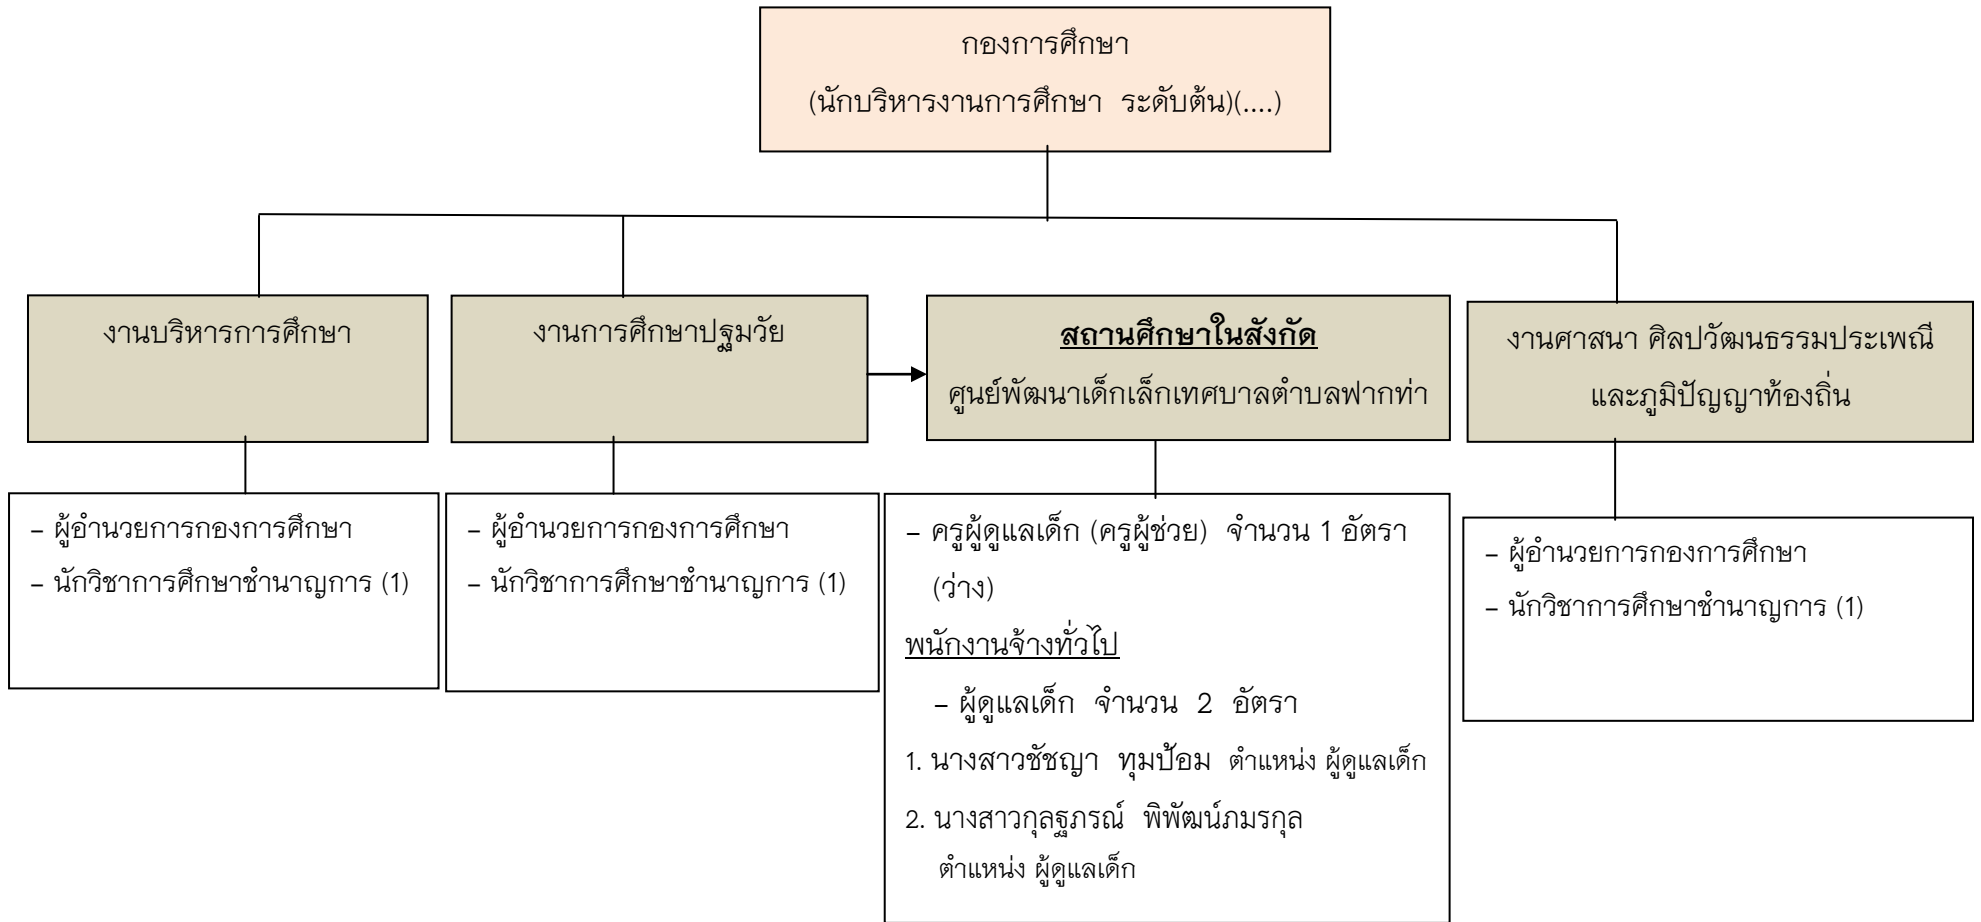 กองการศึกษา
(นักบริหารงานการศึกษา ระดับต้น)(....)
งานบริหารการศึกษา
งานการศึกษาปฐมวัย
สถานศึกษาในสังกัด
ศูนย์พัฒนาเด็กเล็กเทศบาลตำบลฟากท่า
งานศาสนา ศิลปวัฒนธรรมประเพณี
และภูมิปัญญาท้องถิ่น
- ผู้อำนวยการกองการศึกษา
- นักวิชาการศึกษาชำนาญการ (1)
- ผู้อำนวยการกองการศึกษา
- นักวิชาการศึกษาชำนาญการ (1)
- ครูผู้ดูแลเด็ก (ครูผู้ช่วย) จำนวน 1 อัตรา
(ว่าง)
พนักงานจ้างทั่วไป
- ผู้ดูแลเด็ก จำนวน 2 อัตรา
1. นางสาวชัชญา ทุมป้อม ตำแหน่ง ผู้ดูแลเด็ก
2. นางสาวกุลฐภรณ์ พิพัฒน์ภมรกุล
ตำแหน่ง ผู้ดูแลเด็ก
- ผู้อำนวยการกองการศึกษา
- นักวิชาการศึกษาชำนาญการ (1)